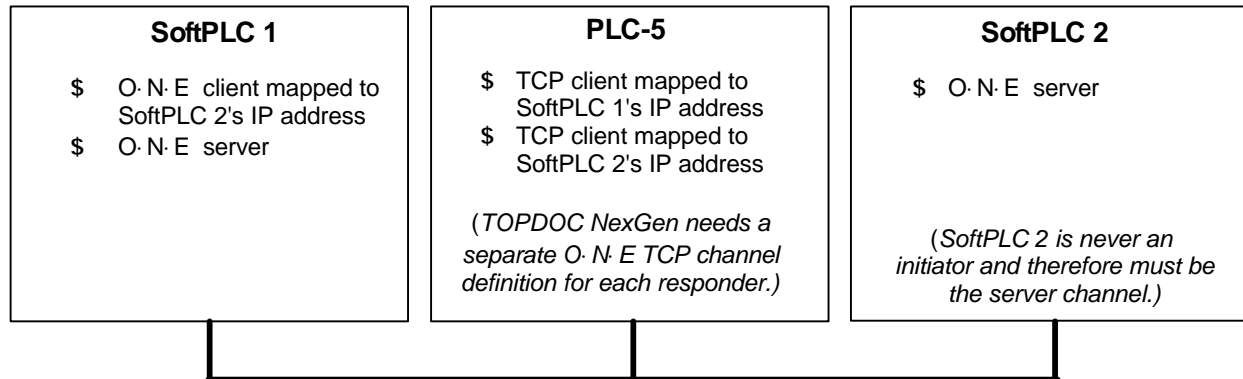 SoftPLC 1
$ O·N·E client mapped to
SoftPLC 2's IP address
$ O·N·E server
PLC-5
$ TCP client mapped to
SoftPLC 1's IP address
$ TCP client mapped to
SoftPLC 2's IP address
(TOPDOC NexGen needs a
separate O·N·E TCP channel
definition for each responder.)
SoftPLC 2
$ O·N·E server
(SoftPLC 2 is never an
initiator and therefore must be
the server channel.)